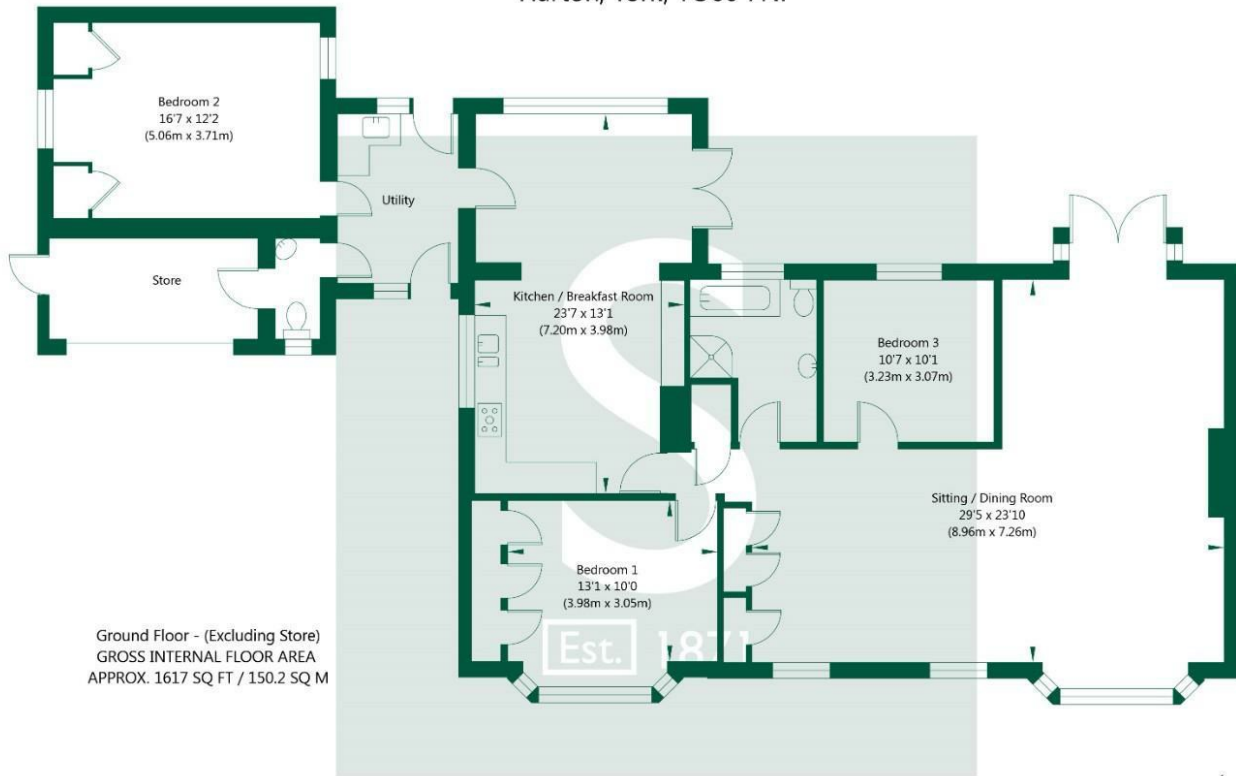 Bedroom 2
16'7 x 12'2
(5.06m x 3.71m)
Utility
Store
Kitchen / Breakfast Room
23'7 x 13'1
(7.20m x 3.98m)
Bedroom 3
10'7 x 10'1
(3.23m x 3.07m)
Sitting / Dining Room
29'5 x 23'10
(8.96m x 7.26m)
Bedroom 1
13'1 x 10'0
(3.98m x 3.05m)
S
Est. 1871
Ground Floor - (Excluding Store)
GROSS INTERNAL FLOOR AREA
APPROX. 1617 SQ FT / 150.2 SQ M